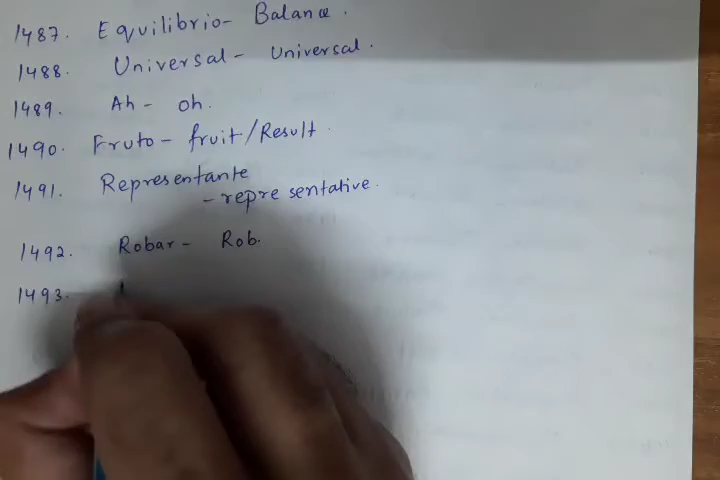 1487. Equilibrio- Balance.
1488. Universal- Universal.
1489. Ah- oh.
1490. Fruto- fruit/Result.
1491. Representante
- representative.
1492. Robar- Rob.
1493.